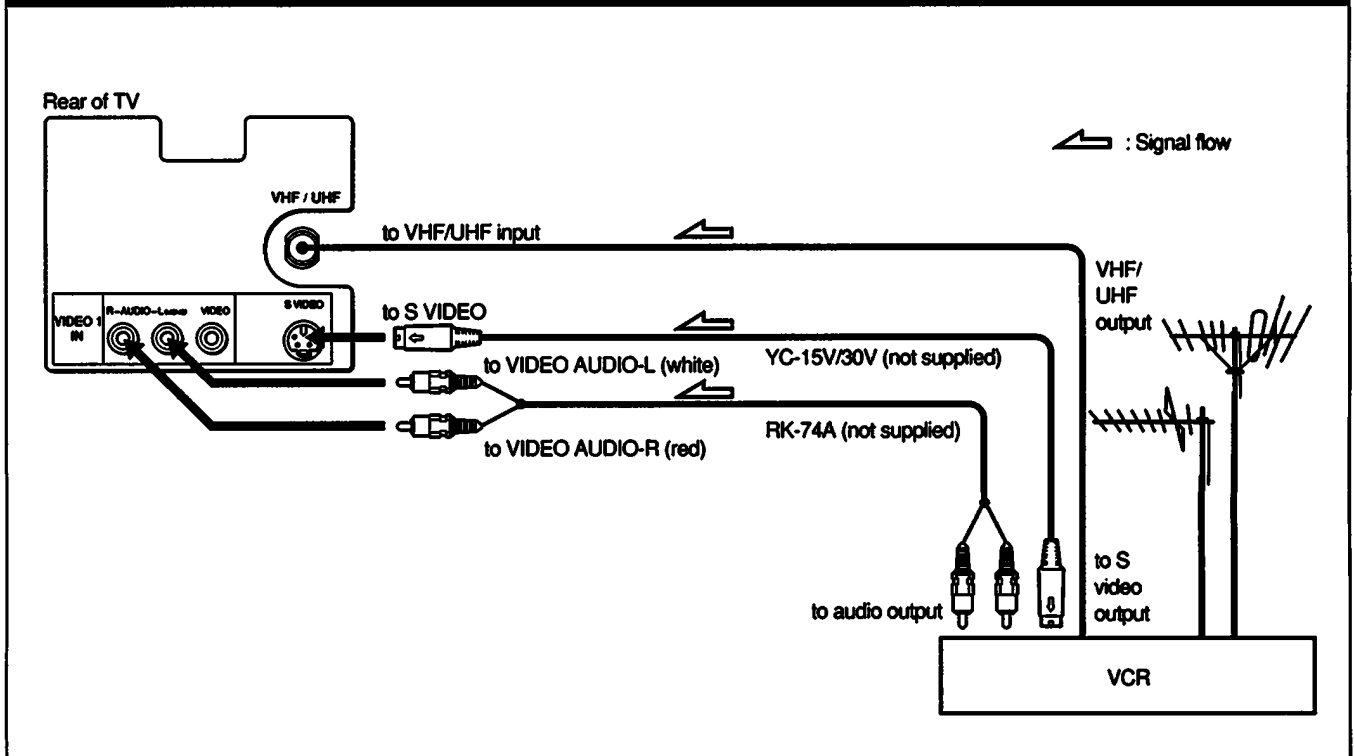 Rear of TV
: Signal flow
VHF / UHF
to VHF/UHF input
VHF/
UHF
output
VIDEO 1
IN
R-AUDIO-L
VIDEO
S VIDEO
to S VIDEO
YC-15V/30V (not supplied)
to VIDEO AUDIO-L (white)
RK-74A (not supplied)
to VIDEO AUDIO-R (red)
to audio output
to S
video
output
VCR